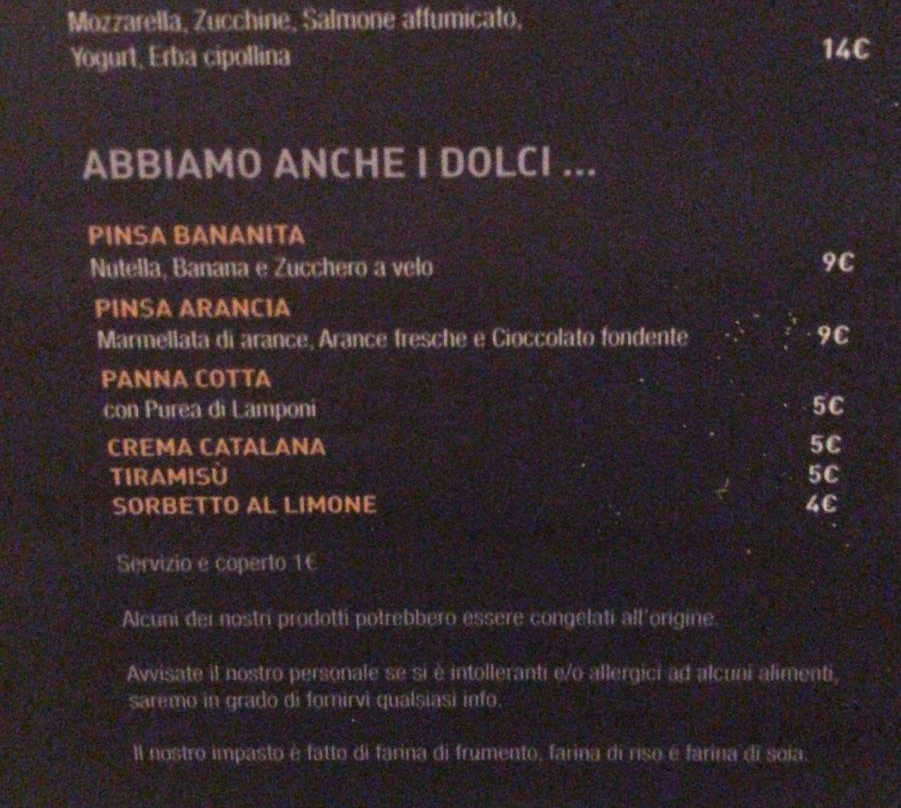 Mozzarella, Zucchine, Salmone affumicato,
Yogurt, Erba cipollina 14€
ABBIAMO ANCHE I DOLCI ...
PINSA BANANITA
Nutella, Banana e Zucchero a velo 9€
PINSA ARANCIA
Marmellata di arance, Arance fresche e Cioccolato fondente 9€
PANNA COTTA
con Purea di Lamponi 5€
CREMA CATALANA 5€
TIRAMISÙ 5€
SORBETTO AL LIMONE 4€
Servizio e coperto 1€
Alcuni dei nostri prodotti potrebbero essere congelati all'origine.
Avvisate il nostro personale se si è intolleranti e/o allergici ad alcuni alimenti,
saremo in grado di fornirvi qualsiasi info.
Il nostro impasto è fatto di farina di frumento, farina di riso e farina di soia.